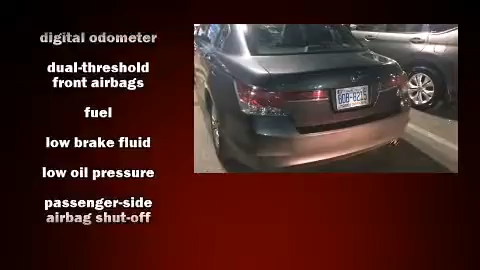 digital odometer
dual-threshold
front airbags
fuel
low brake fluid
low oil pressure
passenger-side
airbag shut-off